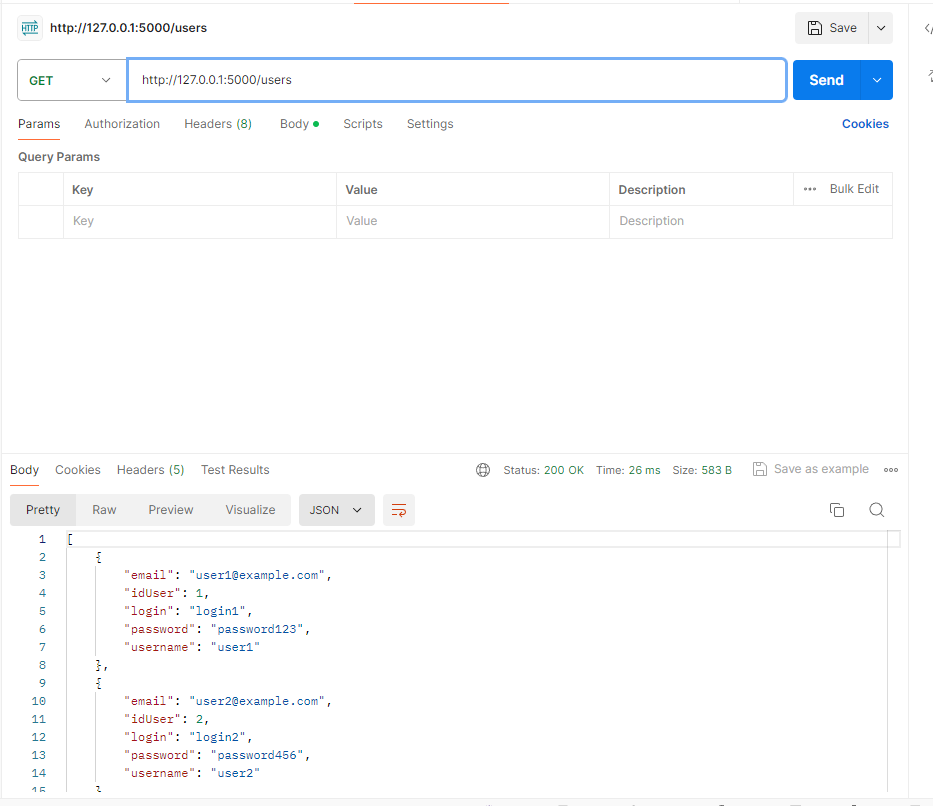 HTTP http://127.0.0.1:5000/users Save
GET http://127.0.0.1:5000/users Send
Params Authorization Headers (8) Body Scripts Settings Cookies
Query Params
Key Value Description ••• Bulk Edit
Key Value Description
Body Cookies Headers (5) Test Results Status: 200 OK Time: 26 ms Size: 583 B Save as example
Pretty Raw Preview Visualize JSON
1 [
2 {
3 "email": "user1@example.com",
4 "idUser": 1,
5 "login": "login1",
6 "password": "password123",
7 "username": "user1"
8 },
9 {
10 "email": "user2@example.com",
11 "idUser": 2,
12 "login": "login2",
13 "password": "password456",
14 "username": "user2"
15 }